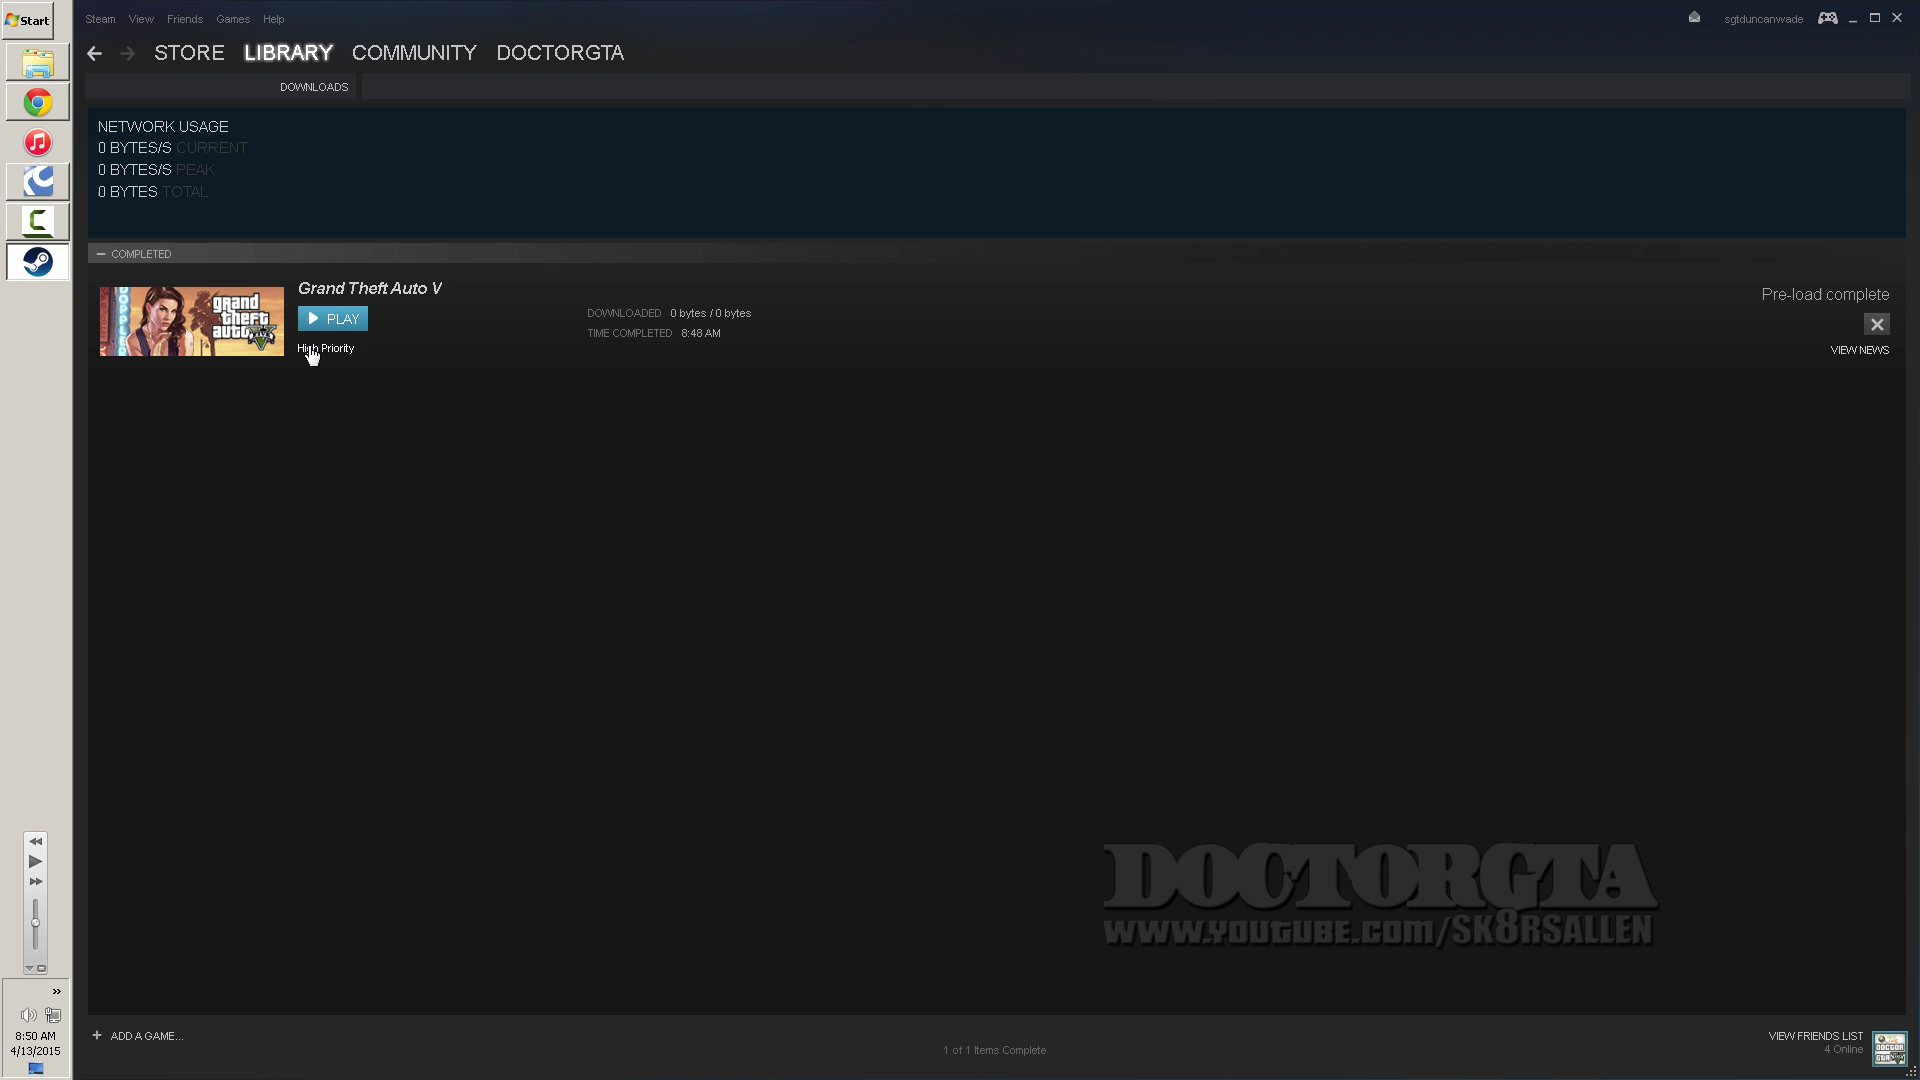 Start
Steam View Friends Games Help
sgtduncanwade
STORE LIBRARY COMMUNITY DOCTORGTA
DOWNLOADS
NETWORK USAGE
0 BYTES/S CURRENT
0 BYTES/S PEAK
0 BYTES TOTAL
COMPLETED
Grand Theft Auto V
grand
theft
auto
V
PLAY
High Priority
DOWNLOADED 0 bytes / 0 bytes
TIME COMPLETED 8:48 AM
Pre-load complete
VIEW NEWS
DOCTORGTA
www.youtube.com/SK8RSALLEN
8:50 AM
4/13/2015
+ ADD A GAME...
1 of 1 Items Complete
VIEW FRIENDS LIST
4 Online
DOCTOR
GTA